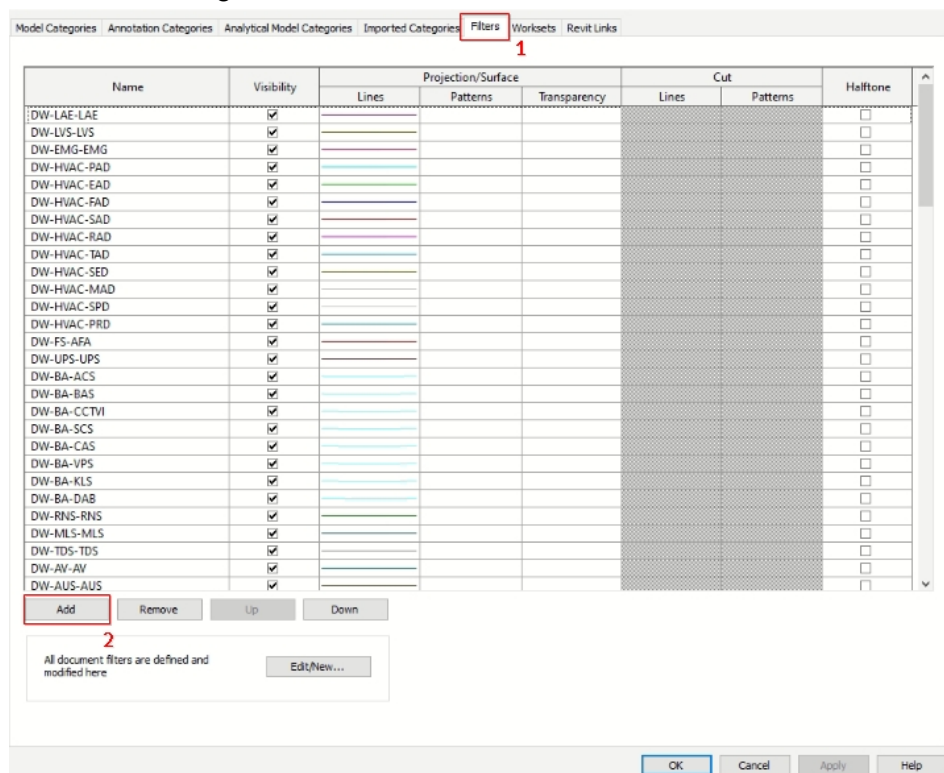 Model Categories Annotation Categories Analytical Model Categories Imported Categories Filters Worksets Revit Links
1
Name Visibility Projection/Surface Cut Halftone
Lines Patterns Transparency Lines Patterns
DW-LAE-LAE
DW-LVS-LVS
DW-EMG-EMG
DW-HVAC-PAD
DW-HVAC-EAD
DW-HVAC-FAD
DW-HVAC-SAD
DW-HVAC-RAD
DW-HVAC-TAD
DW-HVAC-SED
DW-HVAC-MAD
DW-HVAC-SPD
DW-HVAC-PRD
DW-FS-AFA
DW-UPS-UPS
DW-BA-ACS
DW-BA-BAS
DW-BA-CCTVI
DW-BA-SCS
DW-BA-CAS
DW-BA-VPS
DW-BA-KLS
DW-BA-DAB
DW-RNS-RNS
DW-MLS-MLS
DW-TDS-TDS
DW-AV-AV
DW-AUS-AUS
Add Remove Up Down
2
All document filters are defined and
modified here
Edit/New...
OK Cancel Apply Help